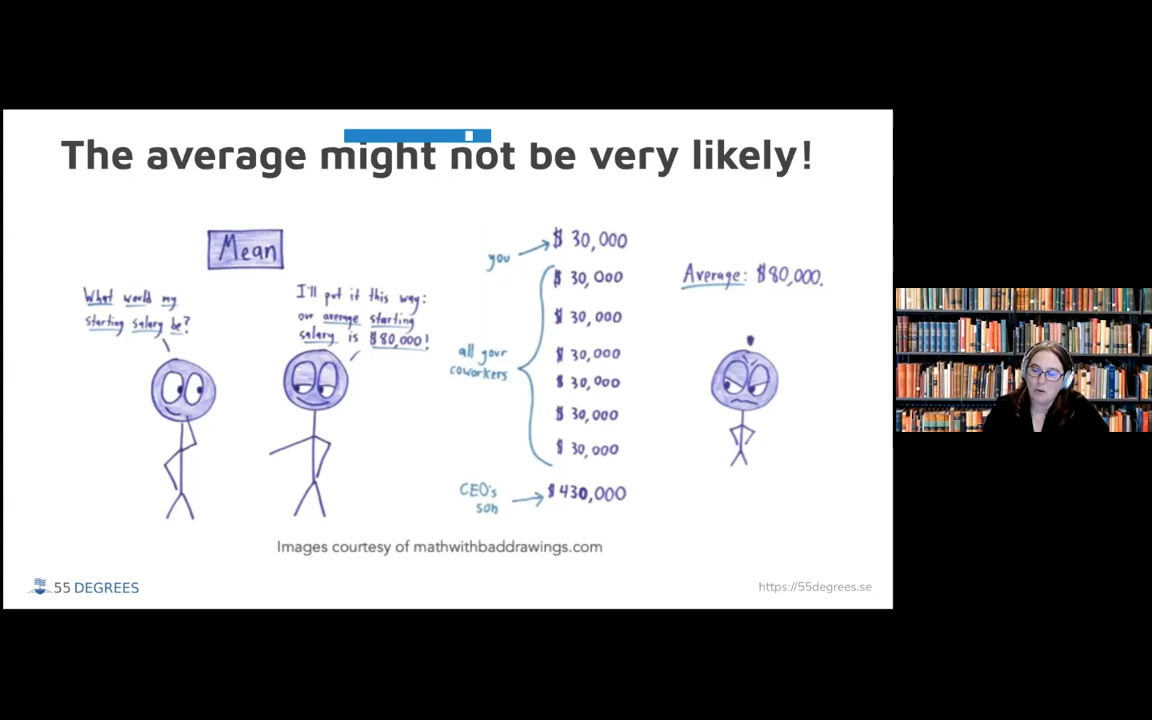 The average might not be very likely!
Mean
What would my
starting salary be?
I'll put it this way:
our average starting
salary is $80,000!
you
$ 30,000
$ 30,000
$ 30,000
$ 30,000
$ 30,000
$ 30,000
$ 30,000
all your
coworkers
CEO's
son
$430,000
Average: $80,000.
Images courtesy of mathwithbaddrawings.com
55 DEGREES
https://55degrees.se